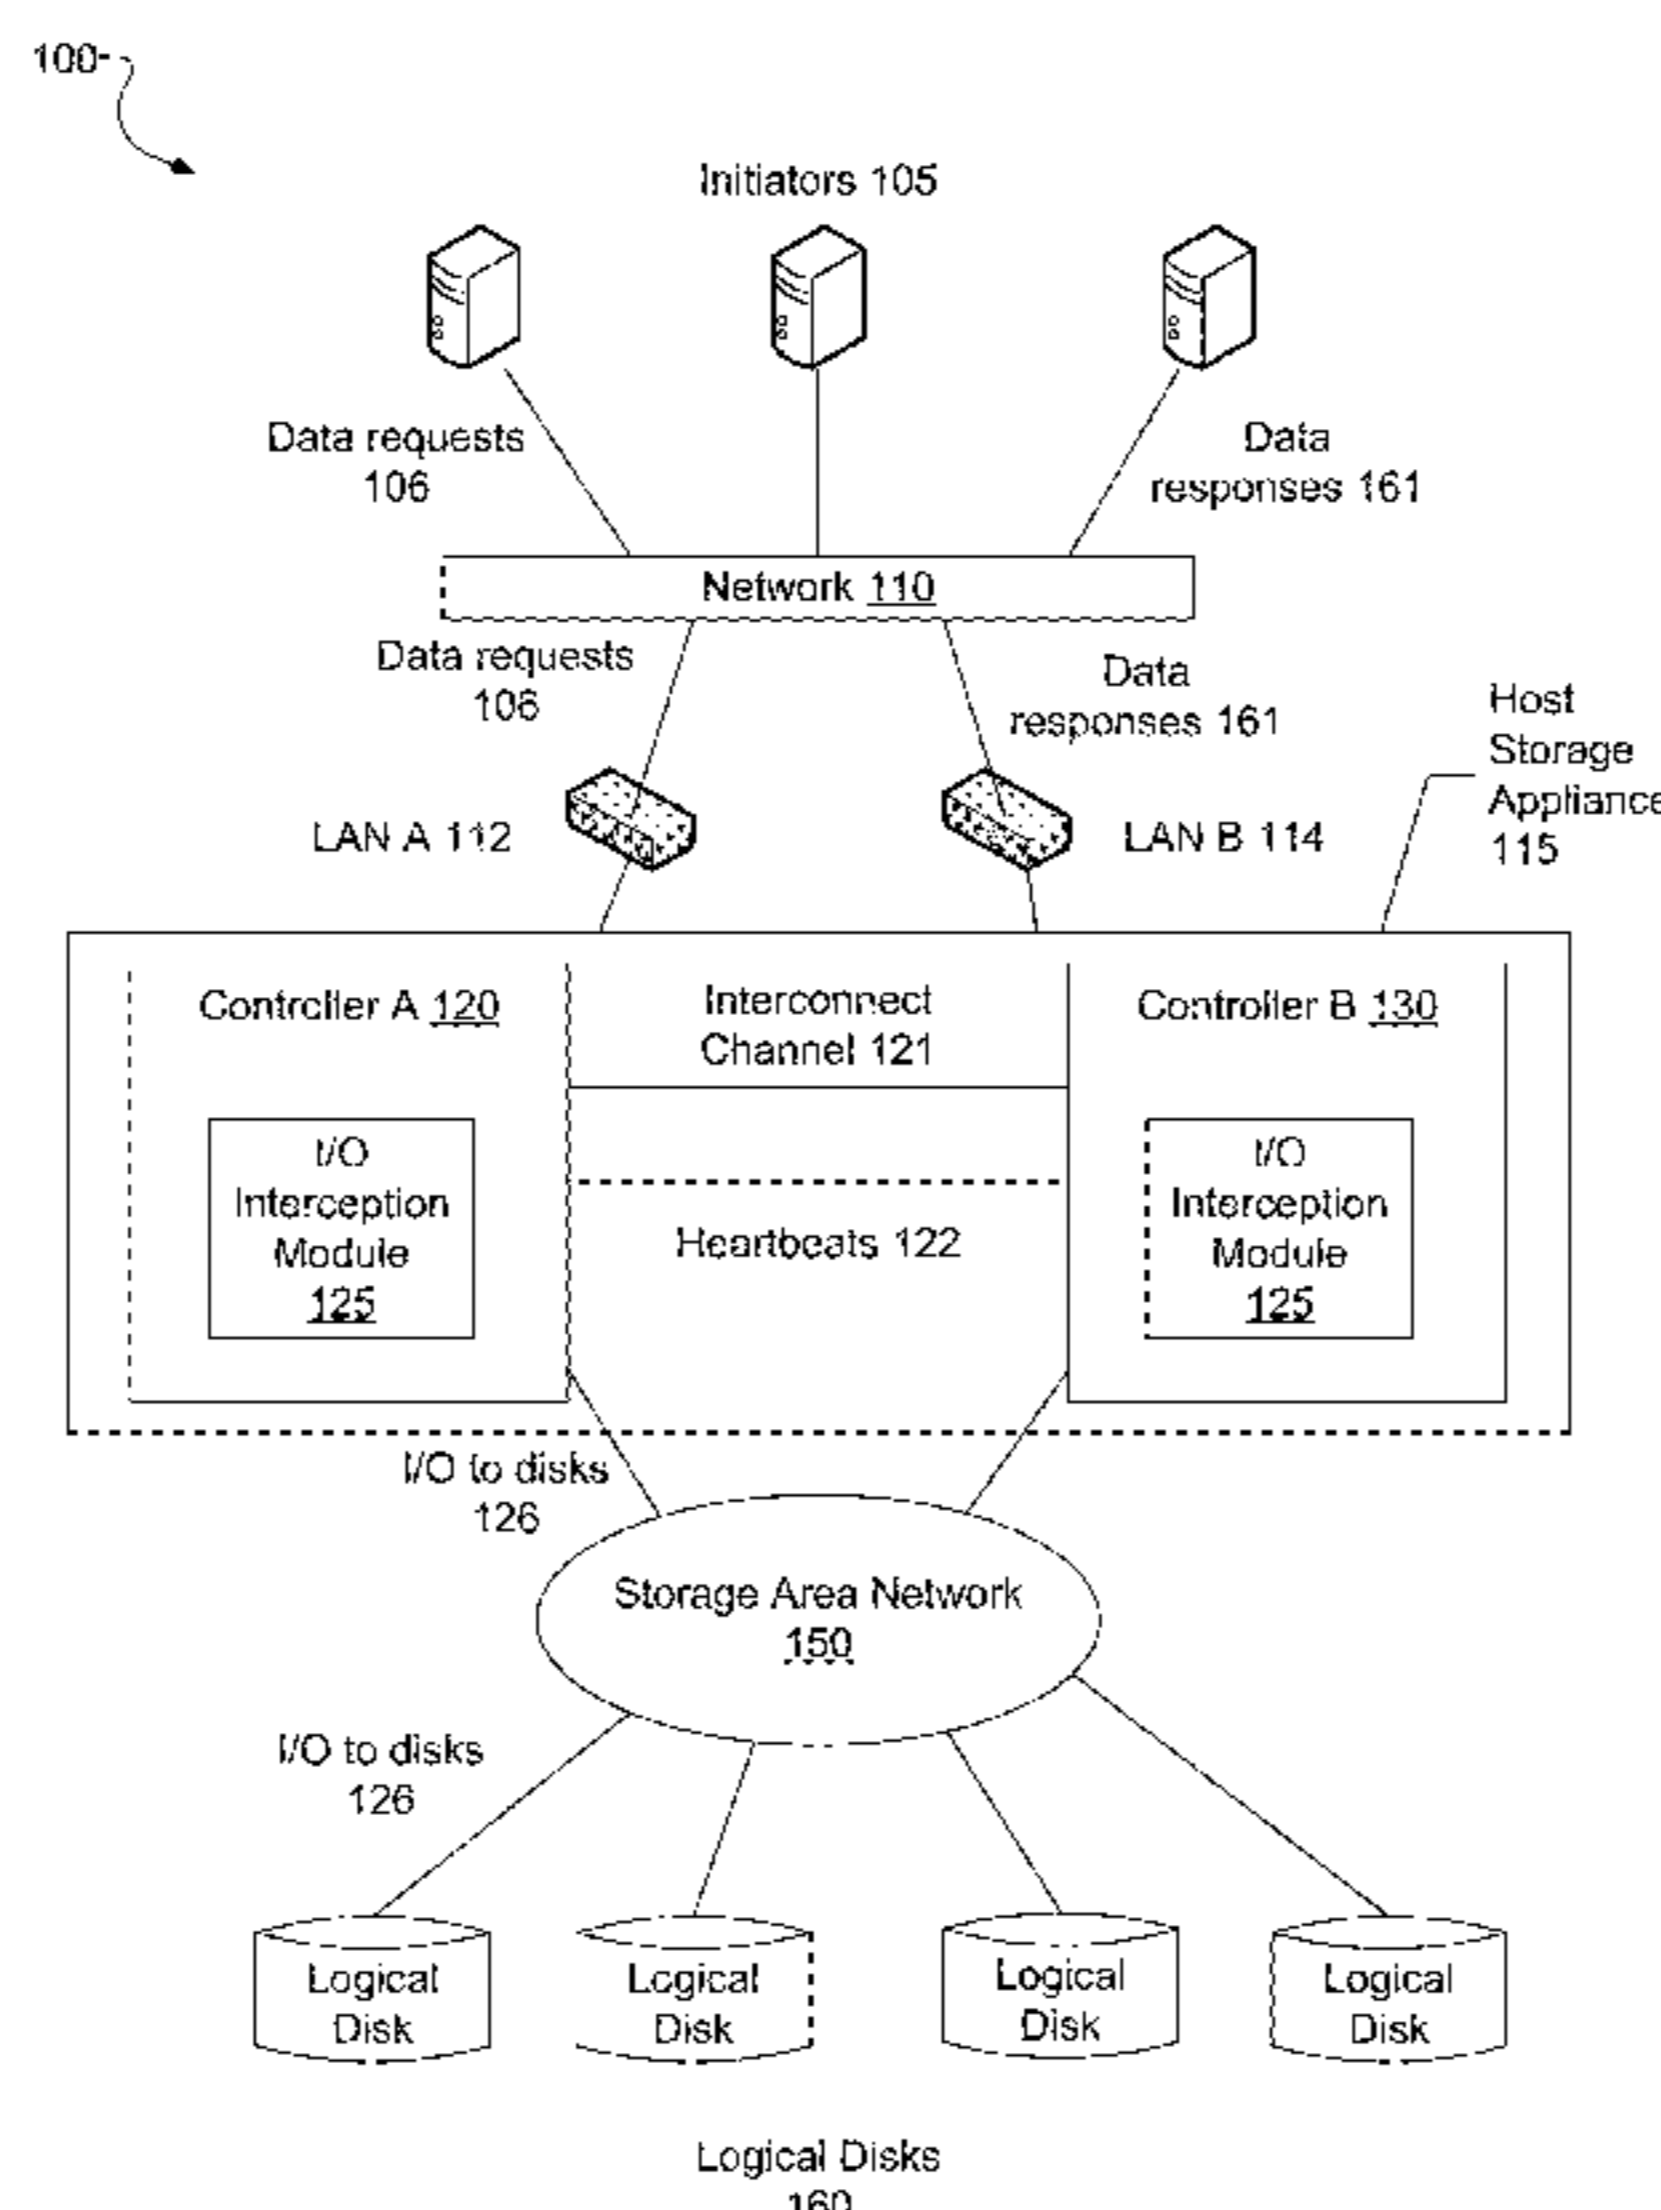 100
Initiators 105
Data requests
106
Data
responses 161
Network 110
Data requests
106
Data
responses 161
Host
Storage
Appliance
115
LAN A 112
LAN B 114
Controller A 120
Interconnect
Channel 121
Controller B 130
I/O
Interception
Module
125
Heartbeats 122
I/O
Interception
Module
125
I/O to disks
126
Storage Area Network
150
I/O to disks
126
Logical
Disk
Logical
Disk
Logical
Disk
Logical
Disk
Logical Disks
160